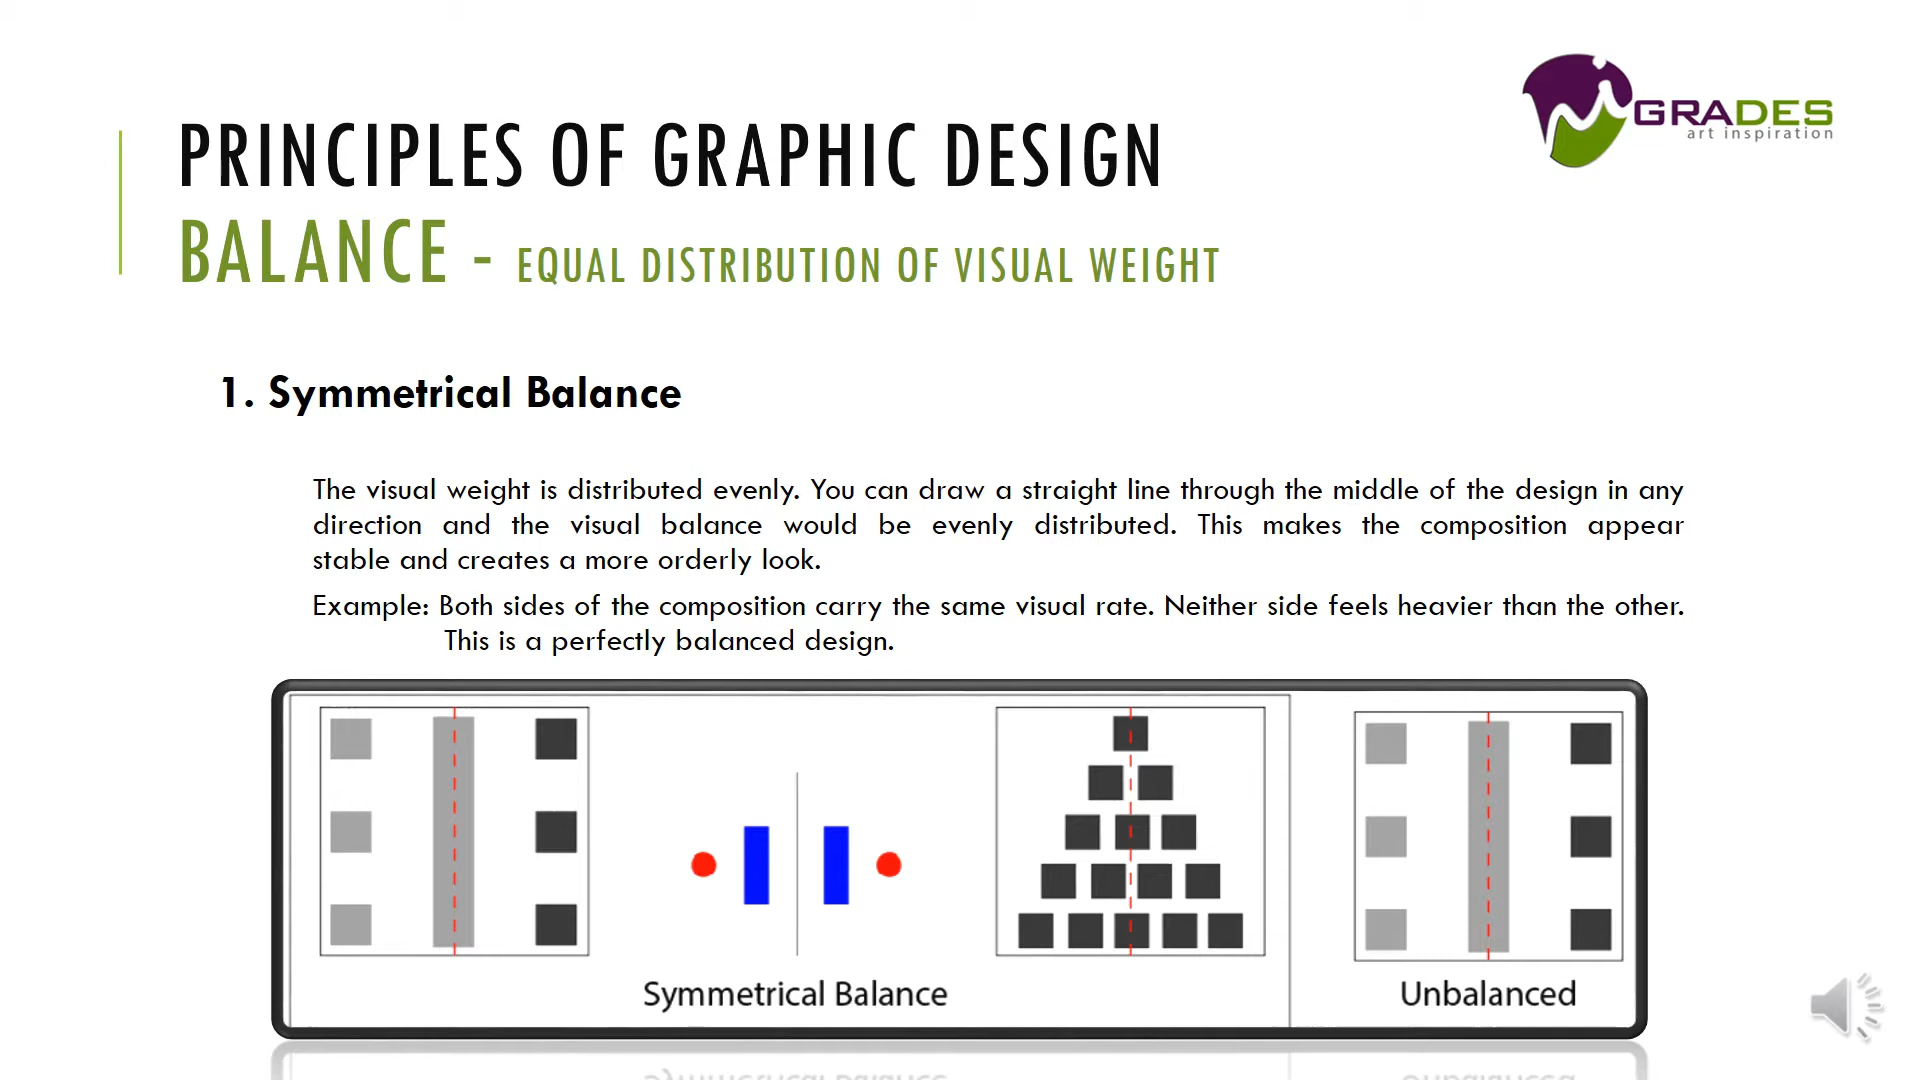 GRADES
art inspiration
PRINCIPLES OF GRAPHIC DESIGN
BALANCE - EQUAL DISTRIBUTION OF VISUAL WEIGHT
1. Symmetrical Balance
The visual weight is distributed evenly. You can draw a straight line through the middle of the design in any
direction and the visual balance would be evenly distributed. This makes the composition appear
stable and creates a more orderly look.
Example: Both sides of the composition carry the same visual rate. Neither side feels heavier than the other.
This is a perfectly balanced design.
Symmetrical Balance
Unbalanced